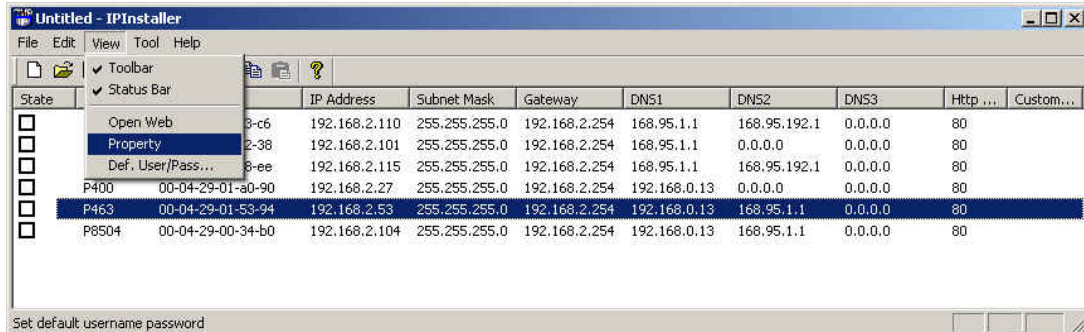 Untitled - IPInstaller
File Edit View Tool Help
Toolbar
Status Bar
Open Web
Property
Def. User/Pass...
State IP Address Subnet Mask Gateway DNS1 DNS2 DNS3 Http ... Custom...
3-c6 192.168.2.110 255.255.255.0 192.168.2.254 168.95.1.1 168.95.192.1 0.0.0.0 80
2-38 192.168.2.101 255.255.255.0 192.168.2.254 168.95.1.1 0.0.0.0 0.0.0.0 80
8-ee 192.168.2.115 255.255.255.0 192.168.2.254 168.95.1.1 168.95.192.1 0.0.0.0 80
P400 00-04-29-01-a0-90 192.168.2.27 255.255.255.0 192.168.2.254 192.168.0.13 0.0.0.0 0.0.0.0 80
P463 00-04-29-01-53-94 192.168.2.53 255.255.255.0 192.168.2.254 192.168.0.13 168.95.1.1 0.0.0.0 80
P8504 00-04-29-00-34-b0 192.168.2.104 255.255.255.0 192.168.2.254 192.168.0.13 168.95.1.1 0.0.0.0 80
Set default username password